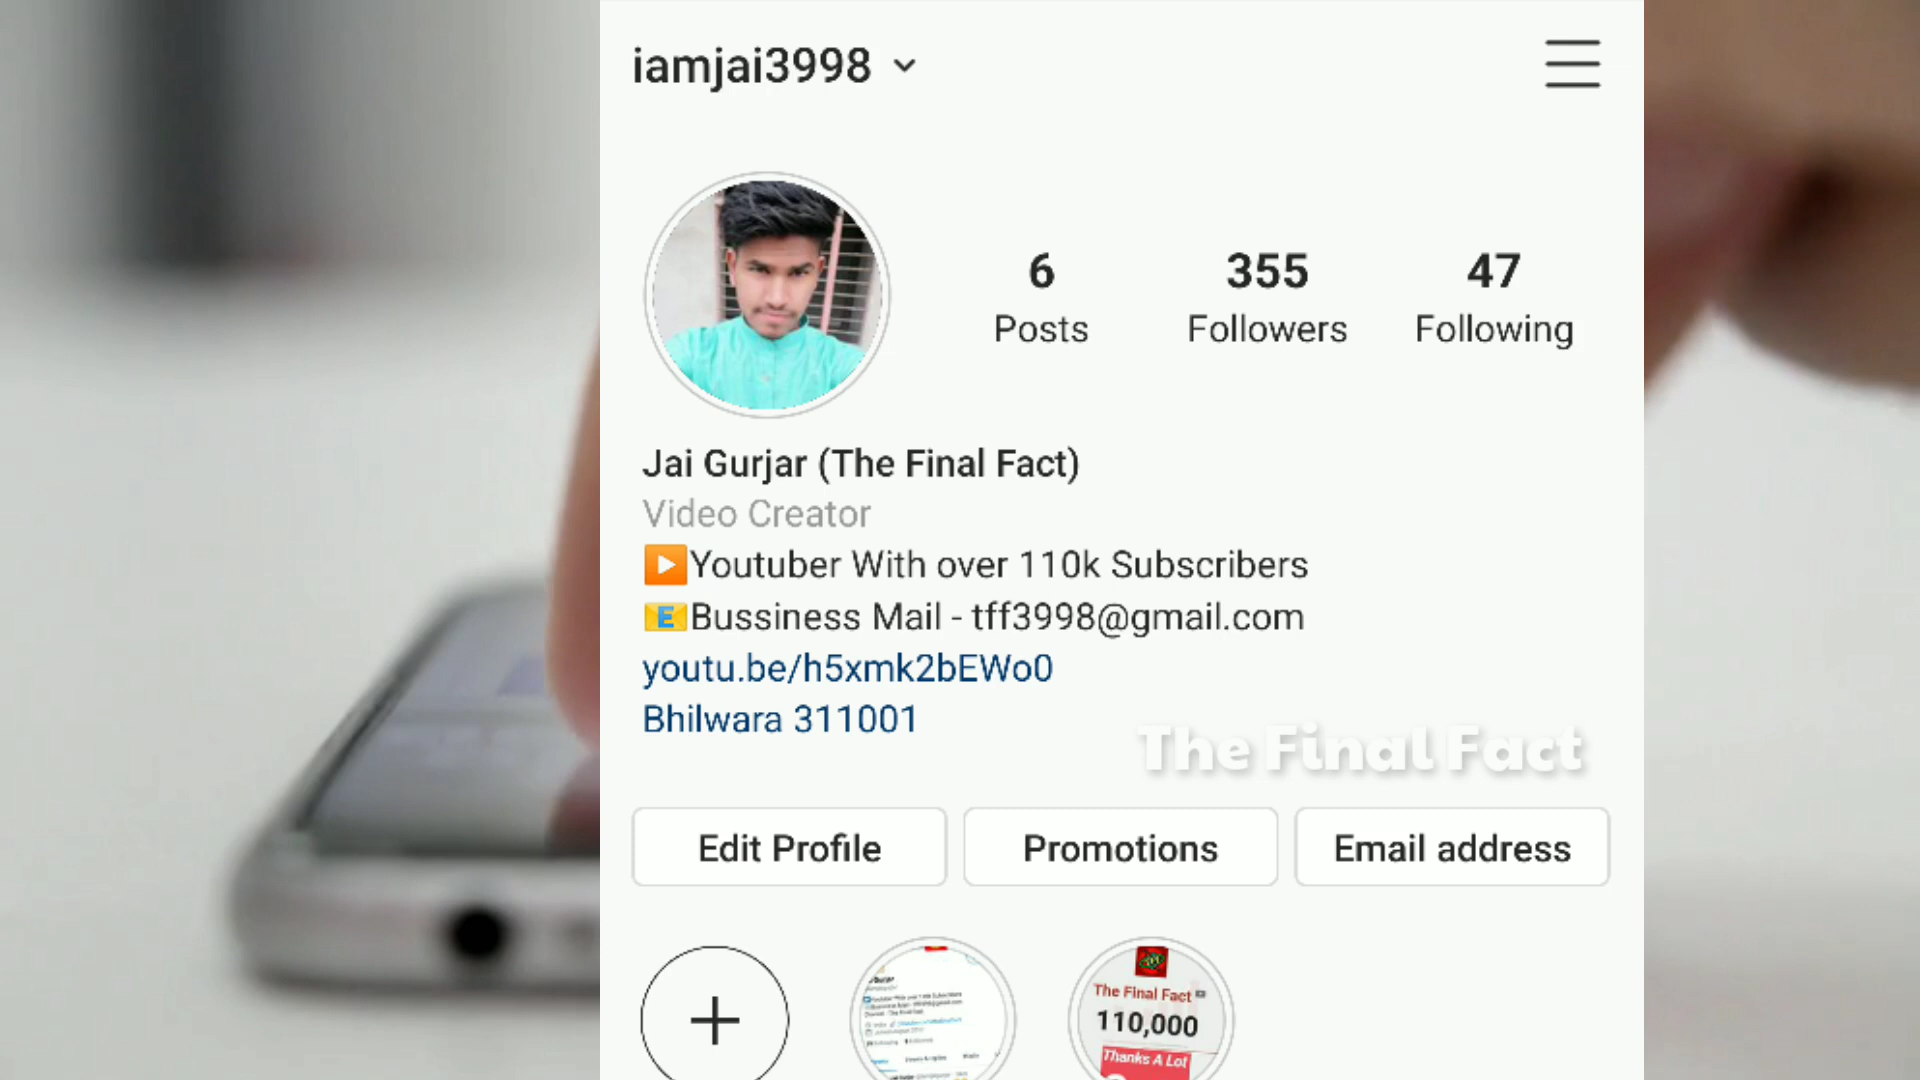 iamjai3998
6 355 47
Posts Followers Following
Jai Gurjar (The Final Fact)
Video Creator
Youtuber With over 110k Subscribers
Bussiness Mail - tff3998@gmail.com
youtu.be/h5xmk2bEWo0
Bhilwara 311001
The Final Fact
Edit Profile Promotions Email address
The Final Fact
110,000
Thanks A Lot